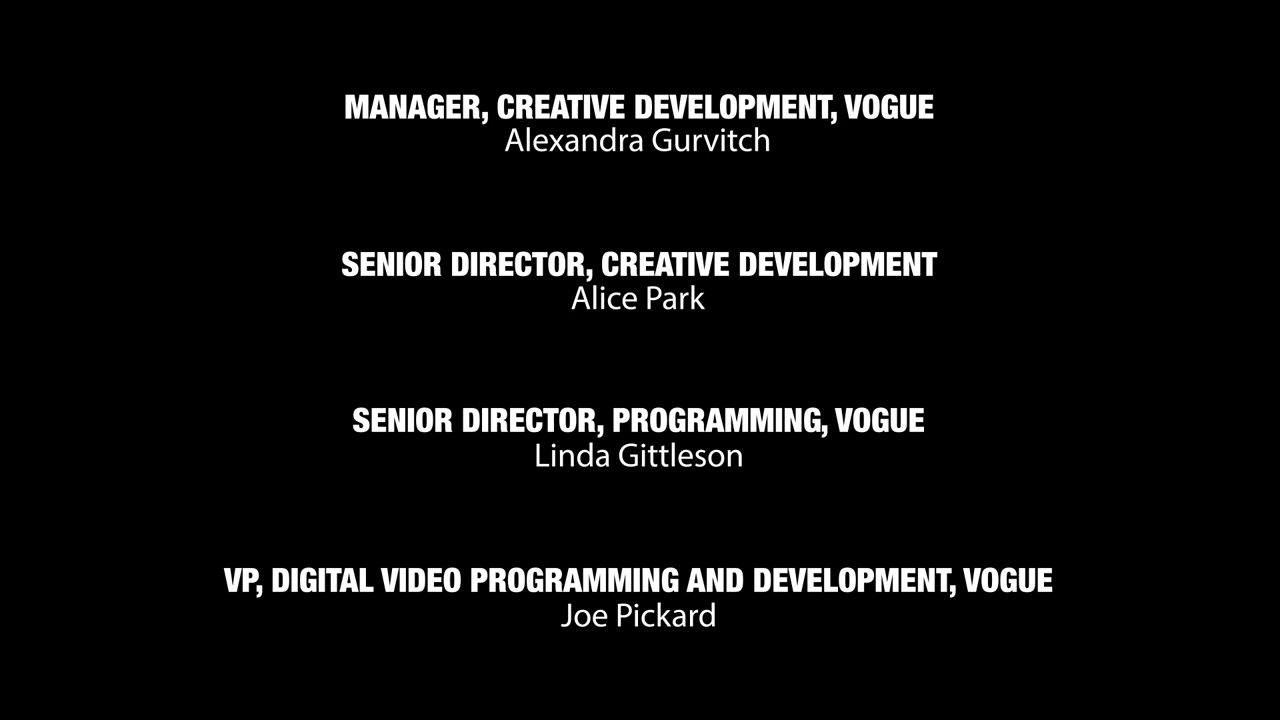 MANAGER, CREATIVE DEVELOPMENT, VOGUE
Alexandra Gurvitch
SENIOR DIRECTOR, CREATIVE DEVELOPMENT
Alice Park
SENIOR DIRECTOR, PROGRAMMING, VOGUE
Linda Gittleson
VP, DIGITAL VIDEO PROGRAMMING AND DEVELOPMENT, VOGUE
Joe Pickard